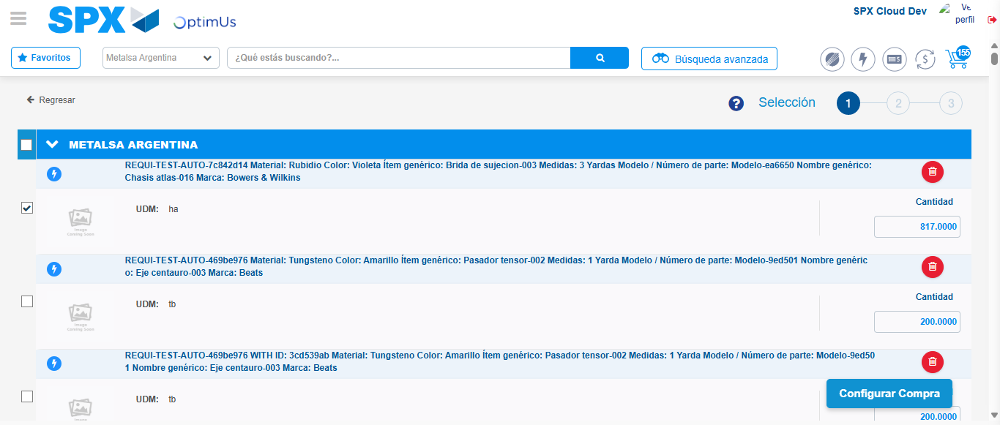 SPX
OptimUs
SPX Cloud Dev
Ve
perfil
Favoritos
Metalsa Argentina
¿Qué estás buscando?...
Búsqueda avanzada
155
Regresar
?
Selección
1
2
3
METALSA ARGENTINA
REQUI-TEST-AUTO-7c842d14 Material: Rubidio Color: Violeta Ítem genérico: Brida de sujecion-003 Medidas: 3 Yardas Modelo / Número de parte: Modelo-ea6650 Nombre genérico:
Chasis atlas-016 Marca: Bowers & Wilkins
Image
Coming Soon
UDM: ha
Cantidad
817.0000
REQUI-TEST-AUTO-469be976 Material: Tungsteno Color: Amarillo Ítem genérico: Pasador tensor-002 Medidas: 1 Yarda Modelo / Número de parte: Modelo-9ed501 Nombre genéric
o: Eje centauro-003 Marca: Beats
Image
Coming Soon
UDM: tb
Cantidad
200.0000
REQUI-TEST-AUTO-469be976 WITH ID: 3cd539ab Material: Tungsteno Color: Amarillo Ítem genérico: Pasador tensor-002 Medidas: 1 Yarda Modelo / Número de parte: Modelo-9ed50
1 Nombre genérico: Eje centauro-003 Marca: Beats
Image
UDM: tb
Configurar Compra
200.0000